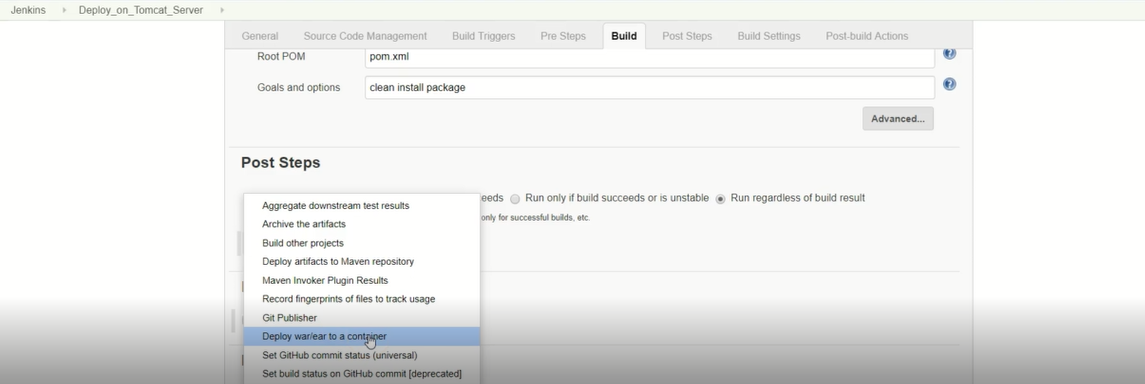 Jenkins Deploy_on_Tomcat_Server
General Source Code Management Build Triggers Pre Steps Build Post Steps Build Settings Post-build Actions
Root POM pom.xml
Goals and options clean install package
Advanced...
Post Steps
eeds Run only if build succeeds or is unstable Run regardless of build result
only for successful builds, etc.
Aggregate downstream test results
Archive the artifacts
Build other projects
Deploy artifacts to Maven repository
Maven Invoker Plugin Results
Record fingerprints of files to track usage
Git Publisher
Deploy war/ear to a container
Set GitHub commit status (universal)
Set build status on GitHub commit [deprecated]